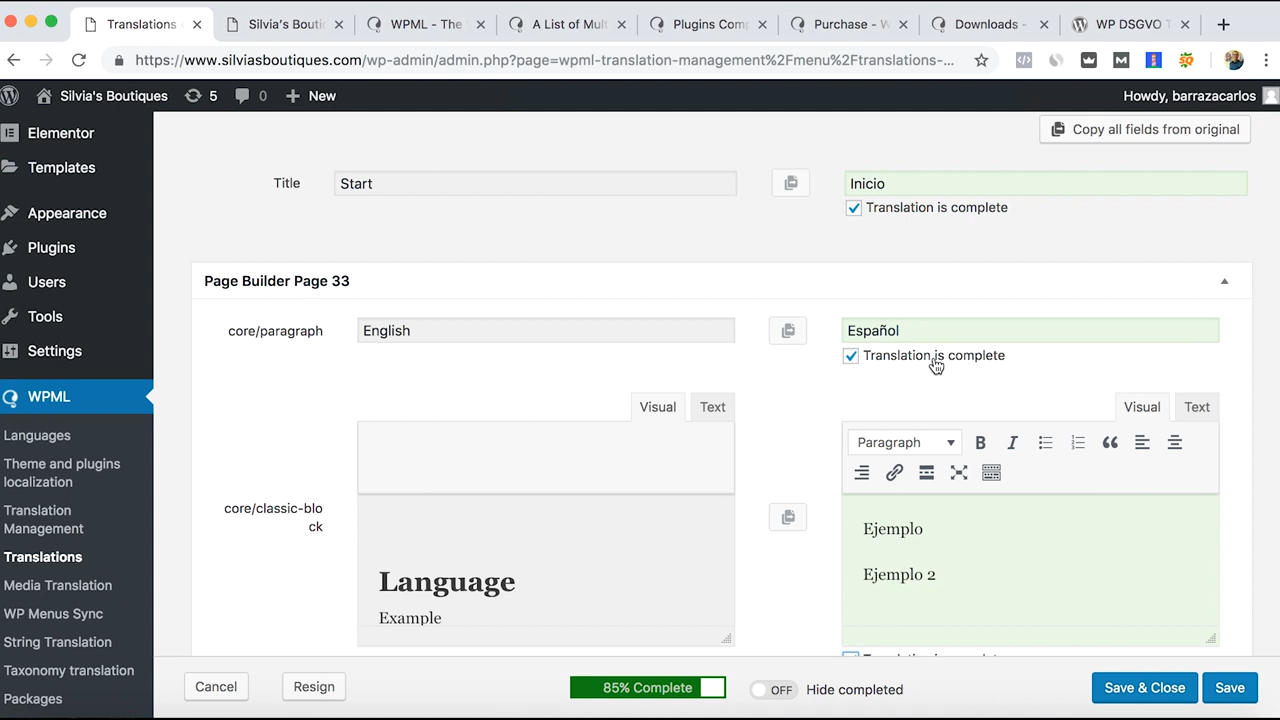 Translations
Silvia's Bouti
WPML - The
A List of Mult
Plugins Comp
Purchase - W
Downloads -
WP DSGVO T
https://www.silviasboutiques.com/wp-admin/admin.php?page=wpml-translation-management%2Fmenu%2Ftranslations-...
Silvia's Boutiques
5
0
New
Howdy, barrazacarlos
Elementor
Templates
Appearance
Plugins
Users
Tools
Settings
WPML
Languages
Theme and plugins
localization
Translation
Management
Translations
Media Translation
WP Menus Sync
String Translation
Taxonomy translation
Packages
Copy all fields from original
Title
Start
Inicio
Translation is complete
Page Builder Page 33
core/paragraph
English
Español
Translation is complete
Visual
Text
Visual
Text
Paragraph
B
I
core/classic-blo
ck
Language
Example
Ejemplo
Ejemplo 2
Cancel
Resign
85% Complete
OFF
Hide completed
Save & Close
Save